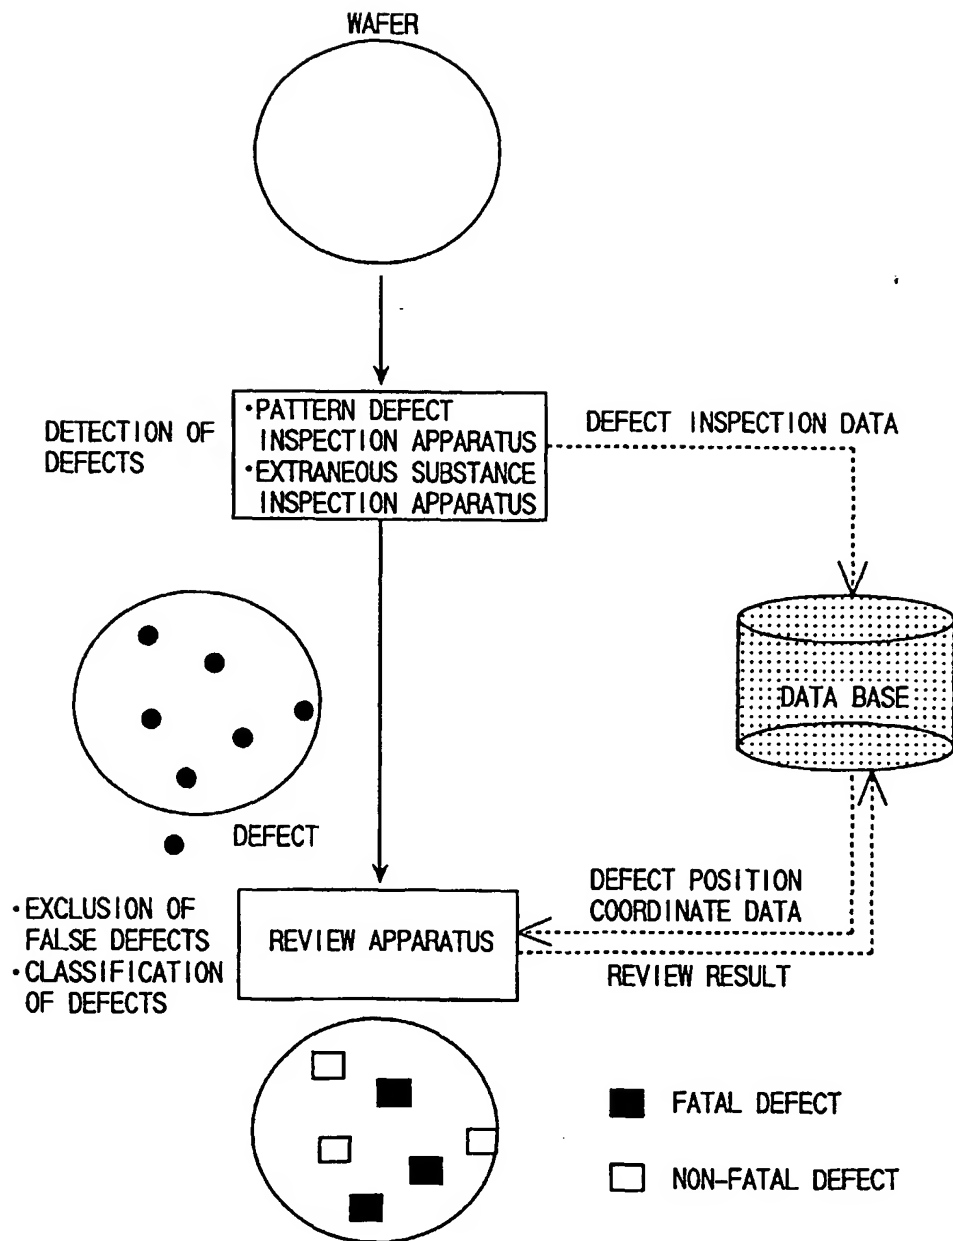 WAFER
DETECTION OF
DEFECTS
・PATTERN DEFECT
INSPECTION APPARATUS
・EXTRANEOUS SUBSTANCE
INSPECTION APPARATUS
DEFECT INSPECTION DATA
DATA BASE
DEFECT
・EXCLUSION OF
FALSE DEFECTS
・CLASSIFICATION
OF DEFECTS
REVIEW APPARATUS
DEFECT POSITION
COORDINATE DATA
REVIEW RESULT
FATAL DEFECT
NON-FATAL DEFECT